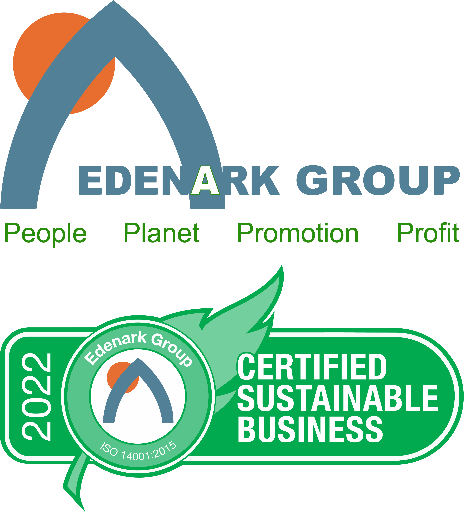 EDENARK GROUP
People Planet Promotion Profit
2022
Edenark Group
ISO 14001:2015
CERTIFIED
SUSTAINABLE
BUSINESS